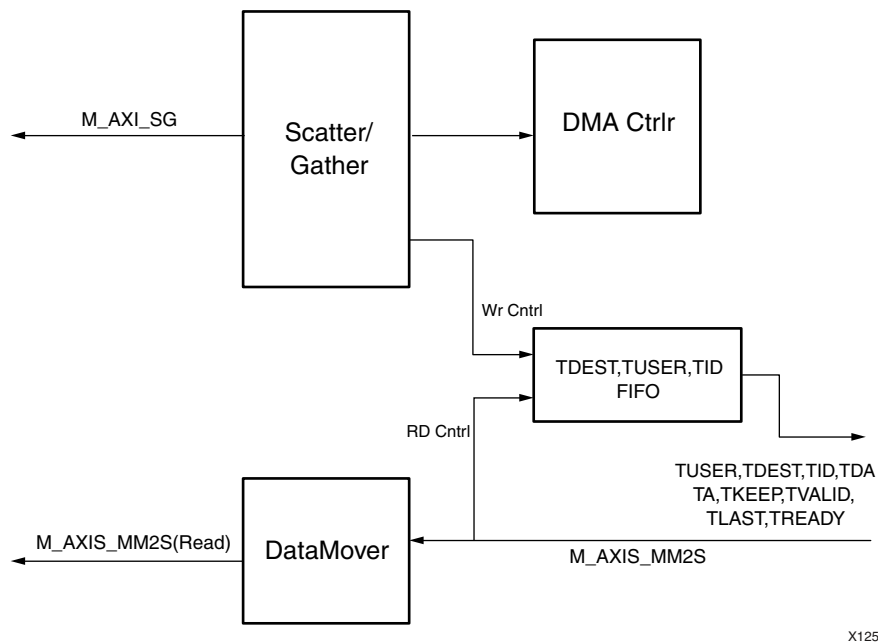 M_AXI_SG
Scatter/
Gather
DMA Ctrlr
Wr Cntrl
TDEST,TUSER,TID
FIFO
RD Cntrl
TUSER,TDEST,TID,TDA
TA,TKEEP,TVALID,
TLAST,TREADY
M_AXIS_MM2S(Read)
DataMover
M_AXIS_MM2S
X125